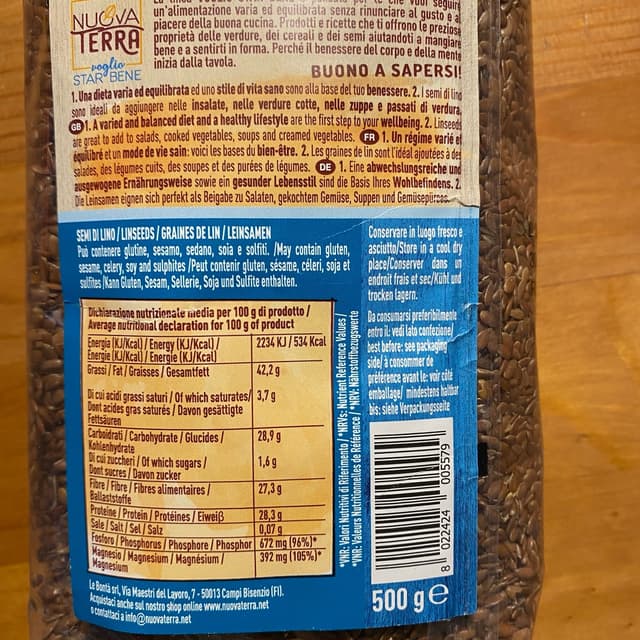 NUOVA
TERRA
voglio
STAR BENE
un'alimentazione varia ed equilibrata senza rinunciare al gusto e al
piacere della buona cucina. Prodotti e ricette che ti offrono le preziose
proprietà delle verdure, dei cereali e dei semi aiutandoti a mangiare
bene e a sentirti in forma. Perché il benessere del corpo e della mente
inizia dalla tavola.
BUONO A SAPERSI!
1. Una dieta varia ed equilibrata ed uno stile di vita sano sono alla base del tuo benessere. 2. I semi di lino
sono ideali da aggiungere nelle insalate, nelle verdure cotte, nelle zuppe e passati di verdura.
GB 1. A varied and balanced diet and a healthy lifestyle are the first step to your wellbeing. 2. Linseeds
are great to add to salads, cooked vegetables, soups and creamed vegetables. FR 1. Un régime varié et
équilibré et un mode de vie sain: voici les bases du bien-être. 2. Les graines de lin sont l'idéal ajoutées à des
salades, des légumes cuits, des soupes et des purées de légumes. DE 1. Eine abwechslungsreiche und
ausgewogene Ernährungsweise sowie ein gesunder Lebensstil sind die Basis Ihres Wohlbefindens. 2.
Die Leinsamen eignen sich perfekt als Beigabe zu Salaten, gekochtem Gemüse, Suppen und Gemüsepürees.
SEMI DI LINO / LINSEEDS / GRAINES DE LIN / LEINSAMEN
Può contenere glutine, sesamo, sedano, soia e solfiti. /May contain gluten,
sesame, celery, soy and sulphites /Peut contenir gluten, sésame, céleri, soja et
sulfites /Kann Gluten, Sesam, Sellerie, Soja und Sulfite enthalten.
Conservare in luogo fresco e
asciutto/Store in a cool dry
place/Conserver dans un
endroit frais et sec/Kühl und
trocken lagern.
Da consumarsi preferibilmente
entro il: vedi lato confezione/
best before: see packaging
side/ à consommer de
préférence avant le: voir côté
emballage/ mindestens haltbar
bis: siehe Verpackungsseite
Dichiarazione nutrizionale media per 100 g di prodotto /
Average nutritional declaration for 100 g of product
Energia (KJ/Kcal) / Energy (KJ/Kcal) /
Energie (KJ/Kcal) / Energie (KJ/Kcal)
2234 KJ / 534 Kcal
Grassi / Fat / Graisses / Gesamtfett
42,2 g
Di cui acidi grassi saturi / Of which saturates/
Dont acides gras saturés / Davon gesättigte
Fettsäuren
3,7 g
Carboidrati / Carbohydrate / Glucides /
Kohlenhydrate
28,9 g
Di cui zuccheri / Of which sugars /
Dont sucres / Davon zucker
1,6 g
Fibre / Fibre / Fibres alimentaires /
Ballaststoffe
27,3 g
Proteine / Protein / Protéines / Eiweiß
28,3 g
Sale / Salt / Sel / Salz
0,07 g
Fosforo / Phosphorus / Phosphore / Phosphor
672 mg (96%)*
Magnesio / Magnesium / Magnésium /
Magnesium
392 mg (105%)*
*VNR: Valori Nutritivi di Riferimento / *NRVs: Nutrient Reference Values /
*VNR: Valeurs Nutritionnelles de Référence / *NRV: Nährstoffbezugswerte
8 022424 005579
500 g e
Le Bontà srl, Via Maestri del Lavoro, 7 - 50013 Campi Bisenzio (FI).
Acquistaci anche sul nostro shop online www.nuovaterra.net
o contattaci a info@nuovaterra.net